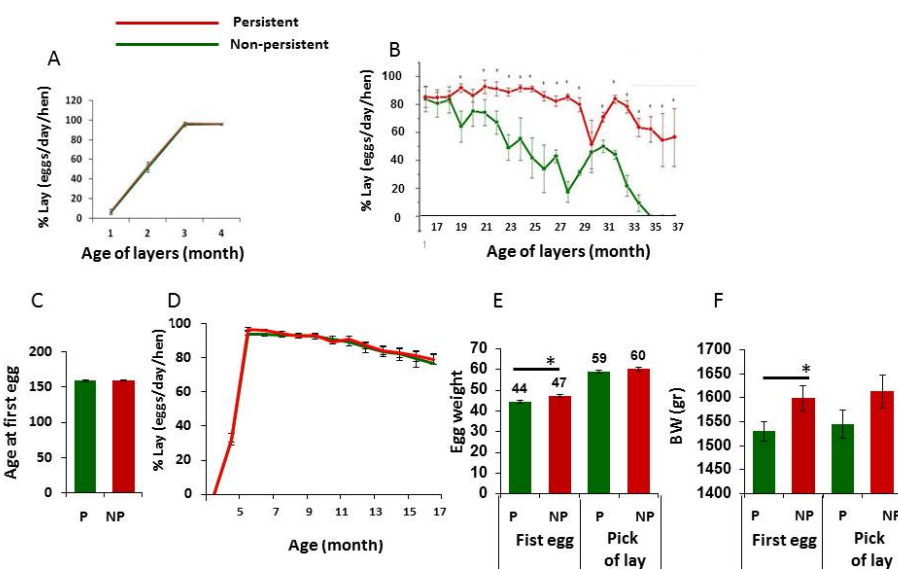 Persistent
Non-persistent
A
% Lay (eggs/day/hen)
120
100
80
60
40
20
0
1 2 3 4
Age of layers (month)
B
% Lay (eggs/day/hen)
100
80
60
40
20
0
17 19 21 23 25 27 29 31 33 35 37
Age of layers (month)
C
Age at first egg
200
150
100
50
0
P NP
D
% Lay (eggs/day/hen)
100
80
60
40
20
0
5 7 9 11 13 15 17
Age (month)
E
Egg weight
70
60
50
40
30
20
10
0
44 * 47 59 60
P NP P NP
Fist egg Pick
of lay
F
BW (gr)
1700
1650
1600
1550
1500
1450
1400
*
P NP P NP
First egg Pick
of lay